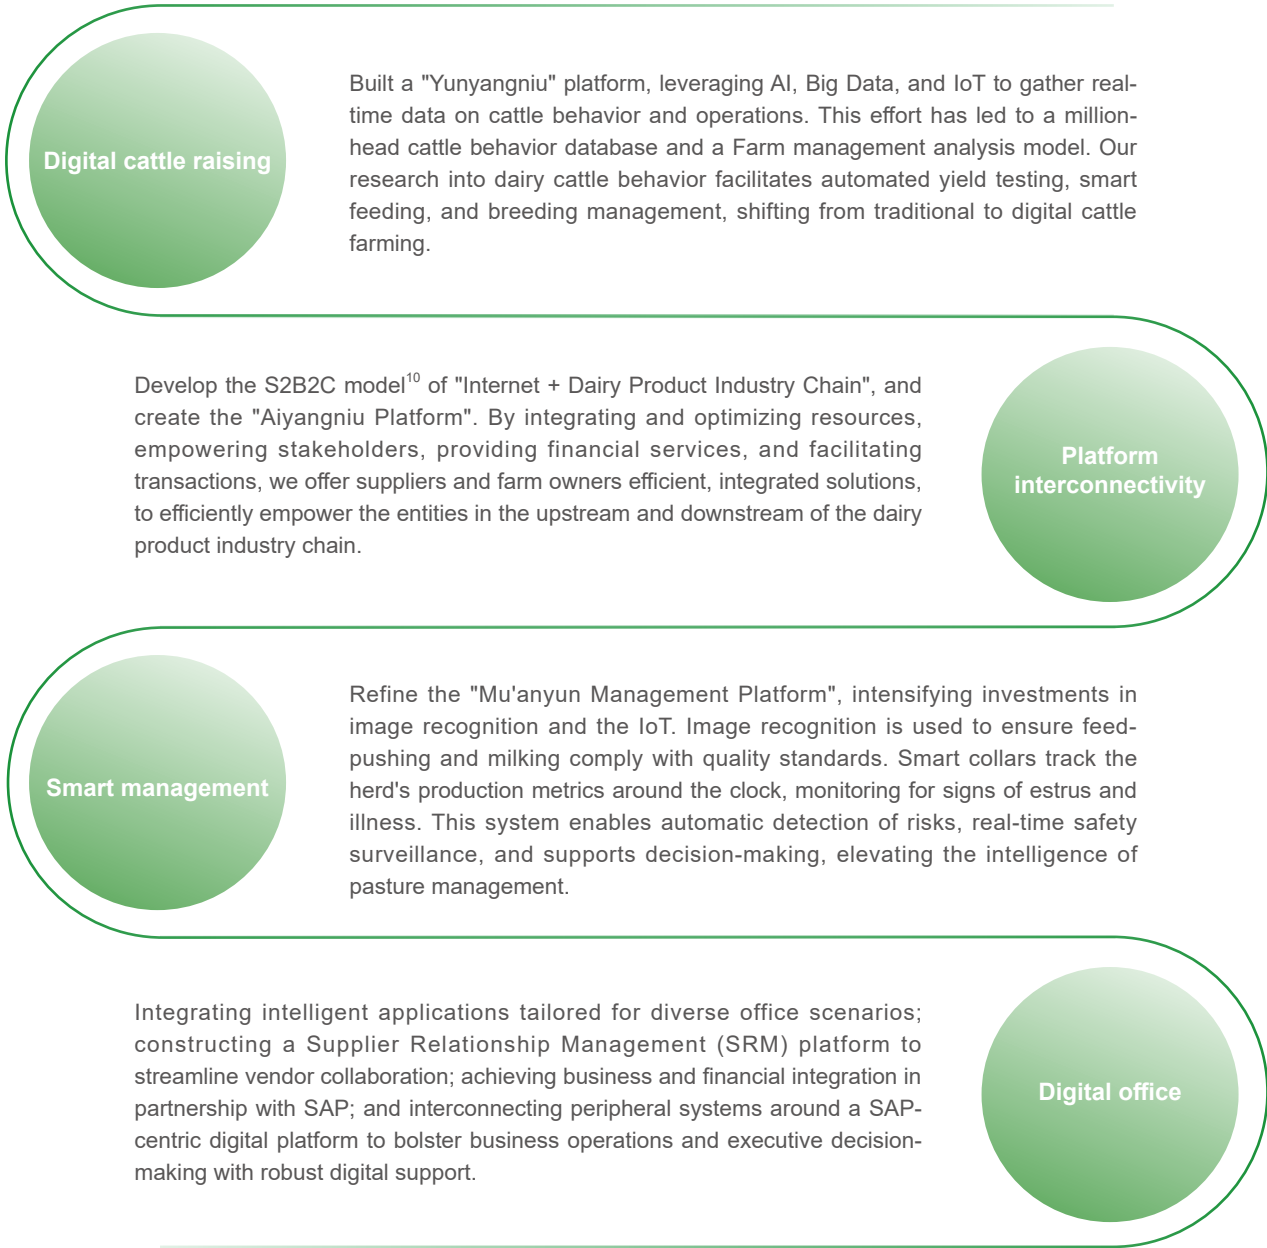 Digital cattle raising
Built a "Yunyangniu" platform, leveraging AI, Big Data, and IoT to gather real-
time data on cattle behavior and operations. This effort has led to a million-
head cattle behavior database and a Farm management analysis model. Our
research into dairy cattle behavior facilitates automated yield testing, smart
feeding, and breeding management, shifting from traditional to digital cattle
farming.
Develop the S2B2C model10 of "Internet + Dairy Product Industry Chain", and
create the "Aiyangniu Platform". By integrating and optimizing resources,
empowering stakeholders, providing financial services, and facilitating
transactions, we offer suppliers and farm owners efficient, integrated solutions,
to efficiently empower the entities in the upstream and downstream of the dairy
product industry chain.
Platform
interconnectivity
Smart management
Refine the "Mu'anyun Management Platform", intensifying investments in
image recognition and the IoT. Image recognition is used to ensure feed-
pushing and milking comply with quality standards. Smart collars track the
herd's production metrics around the clock, monitoring for signs of estrus and
illness. This system enables automatic detection of risks, real-time safety
surveillance, and supports decision-making, elevating the intelligence of
pasture management.
Integrating intelligent applications tailored for diverse office scenarios;
constructing a Supplier Relationship Management (SRM) platform to
streamline vendor collaboration; achieving business and financial integration in
partnership with SAP; and interconnecting peripheral systems around a SAP-
centric digital platform to bolster business operations and executive decision-
making with robust digital support.
Digital office